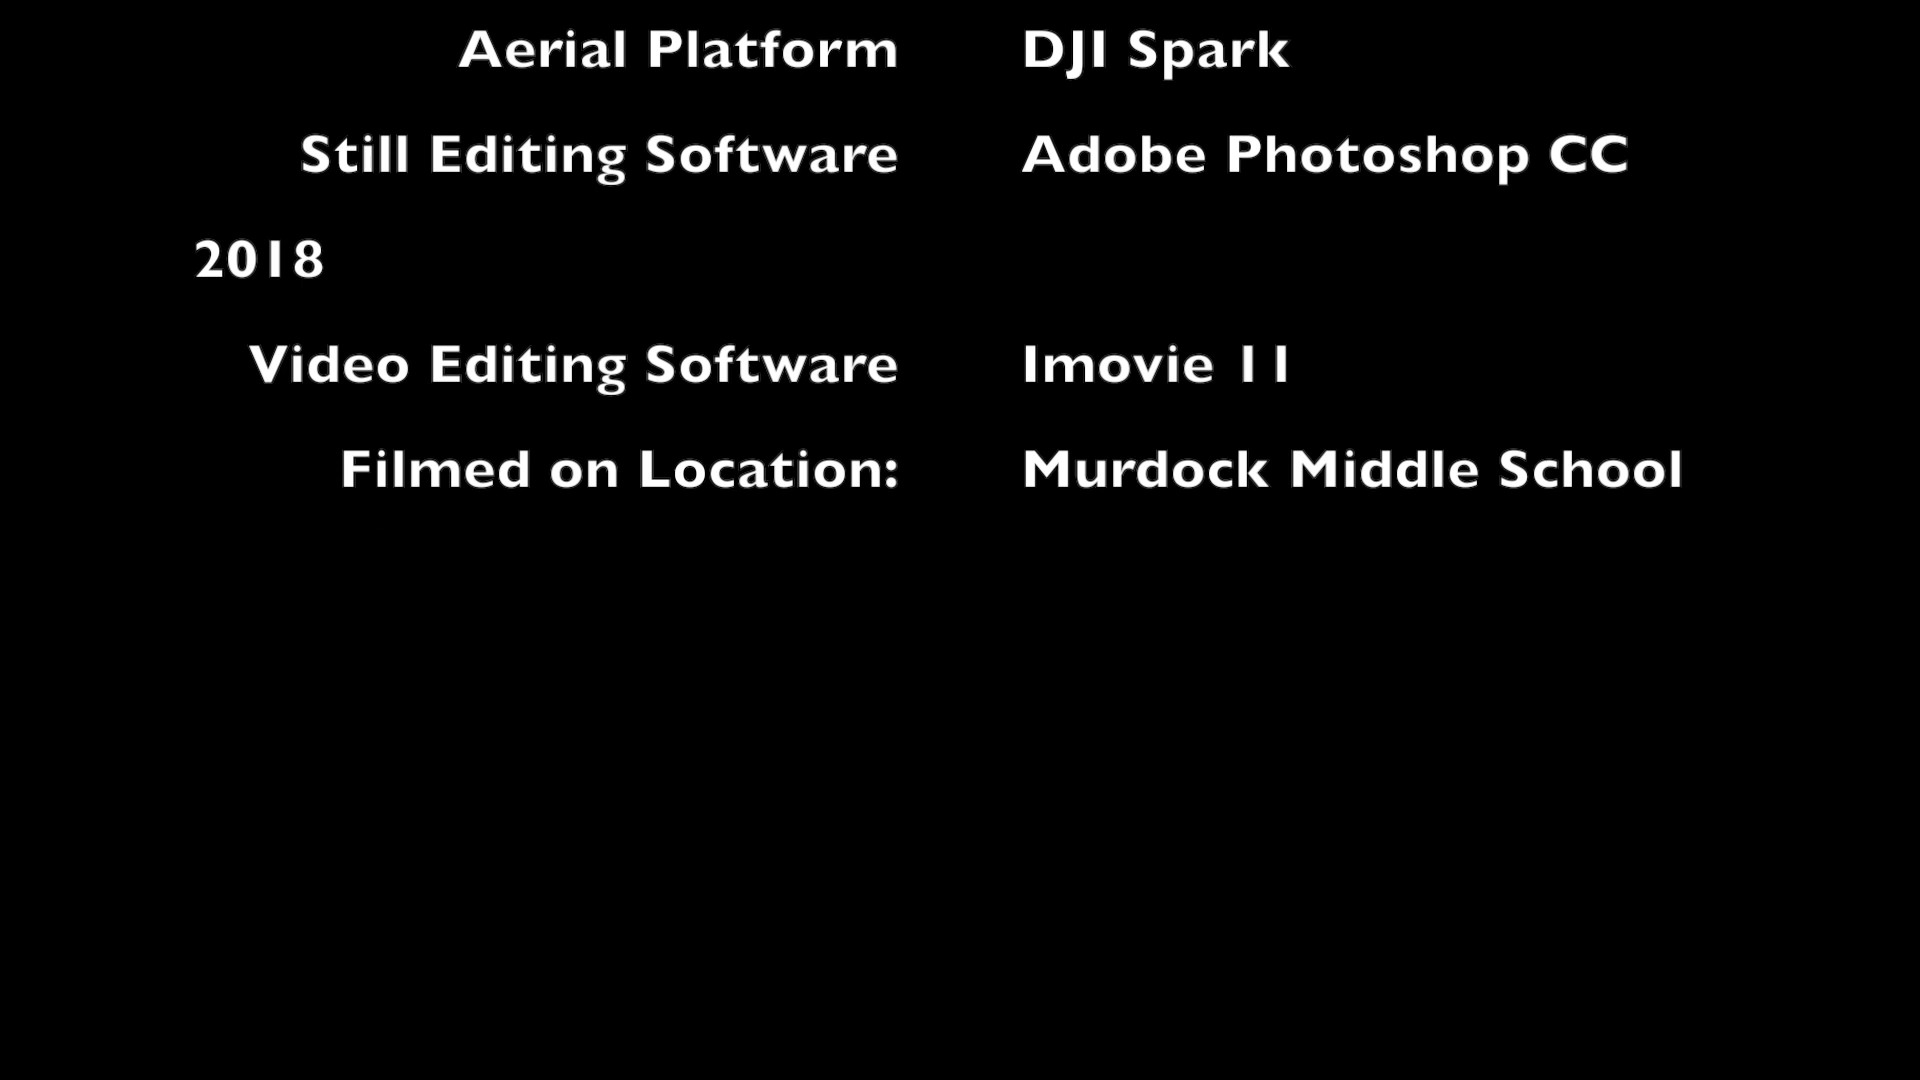 Aerial Platform DJI Spark
Still Editing Software Adobe Photoshop CC
2018
Video Editing Software Imovie 11
Filmed on Location: Murdock Middle School